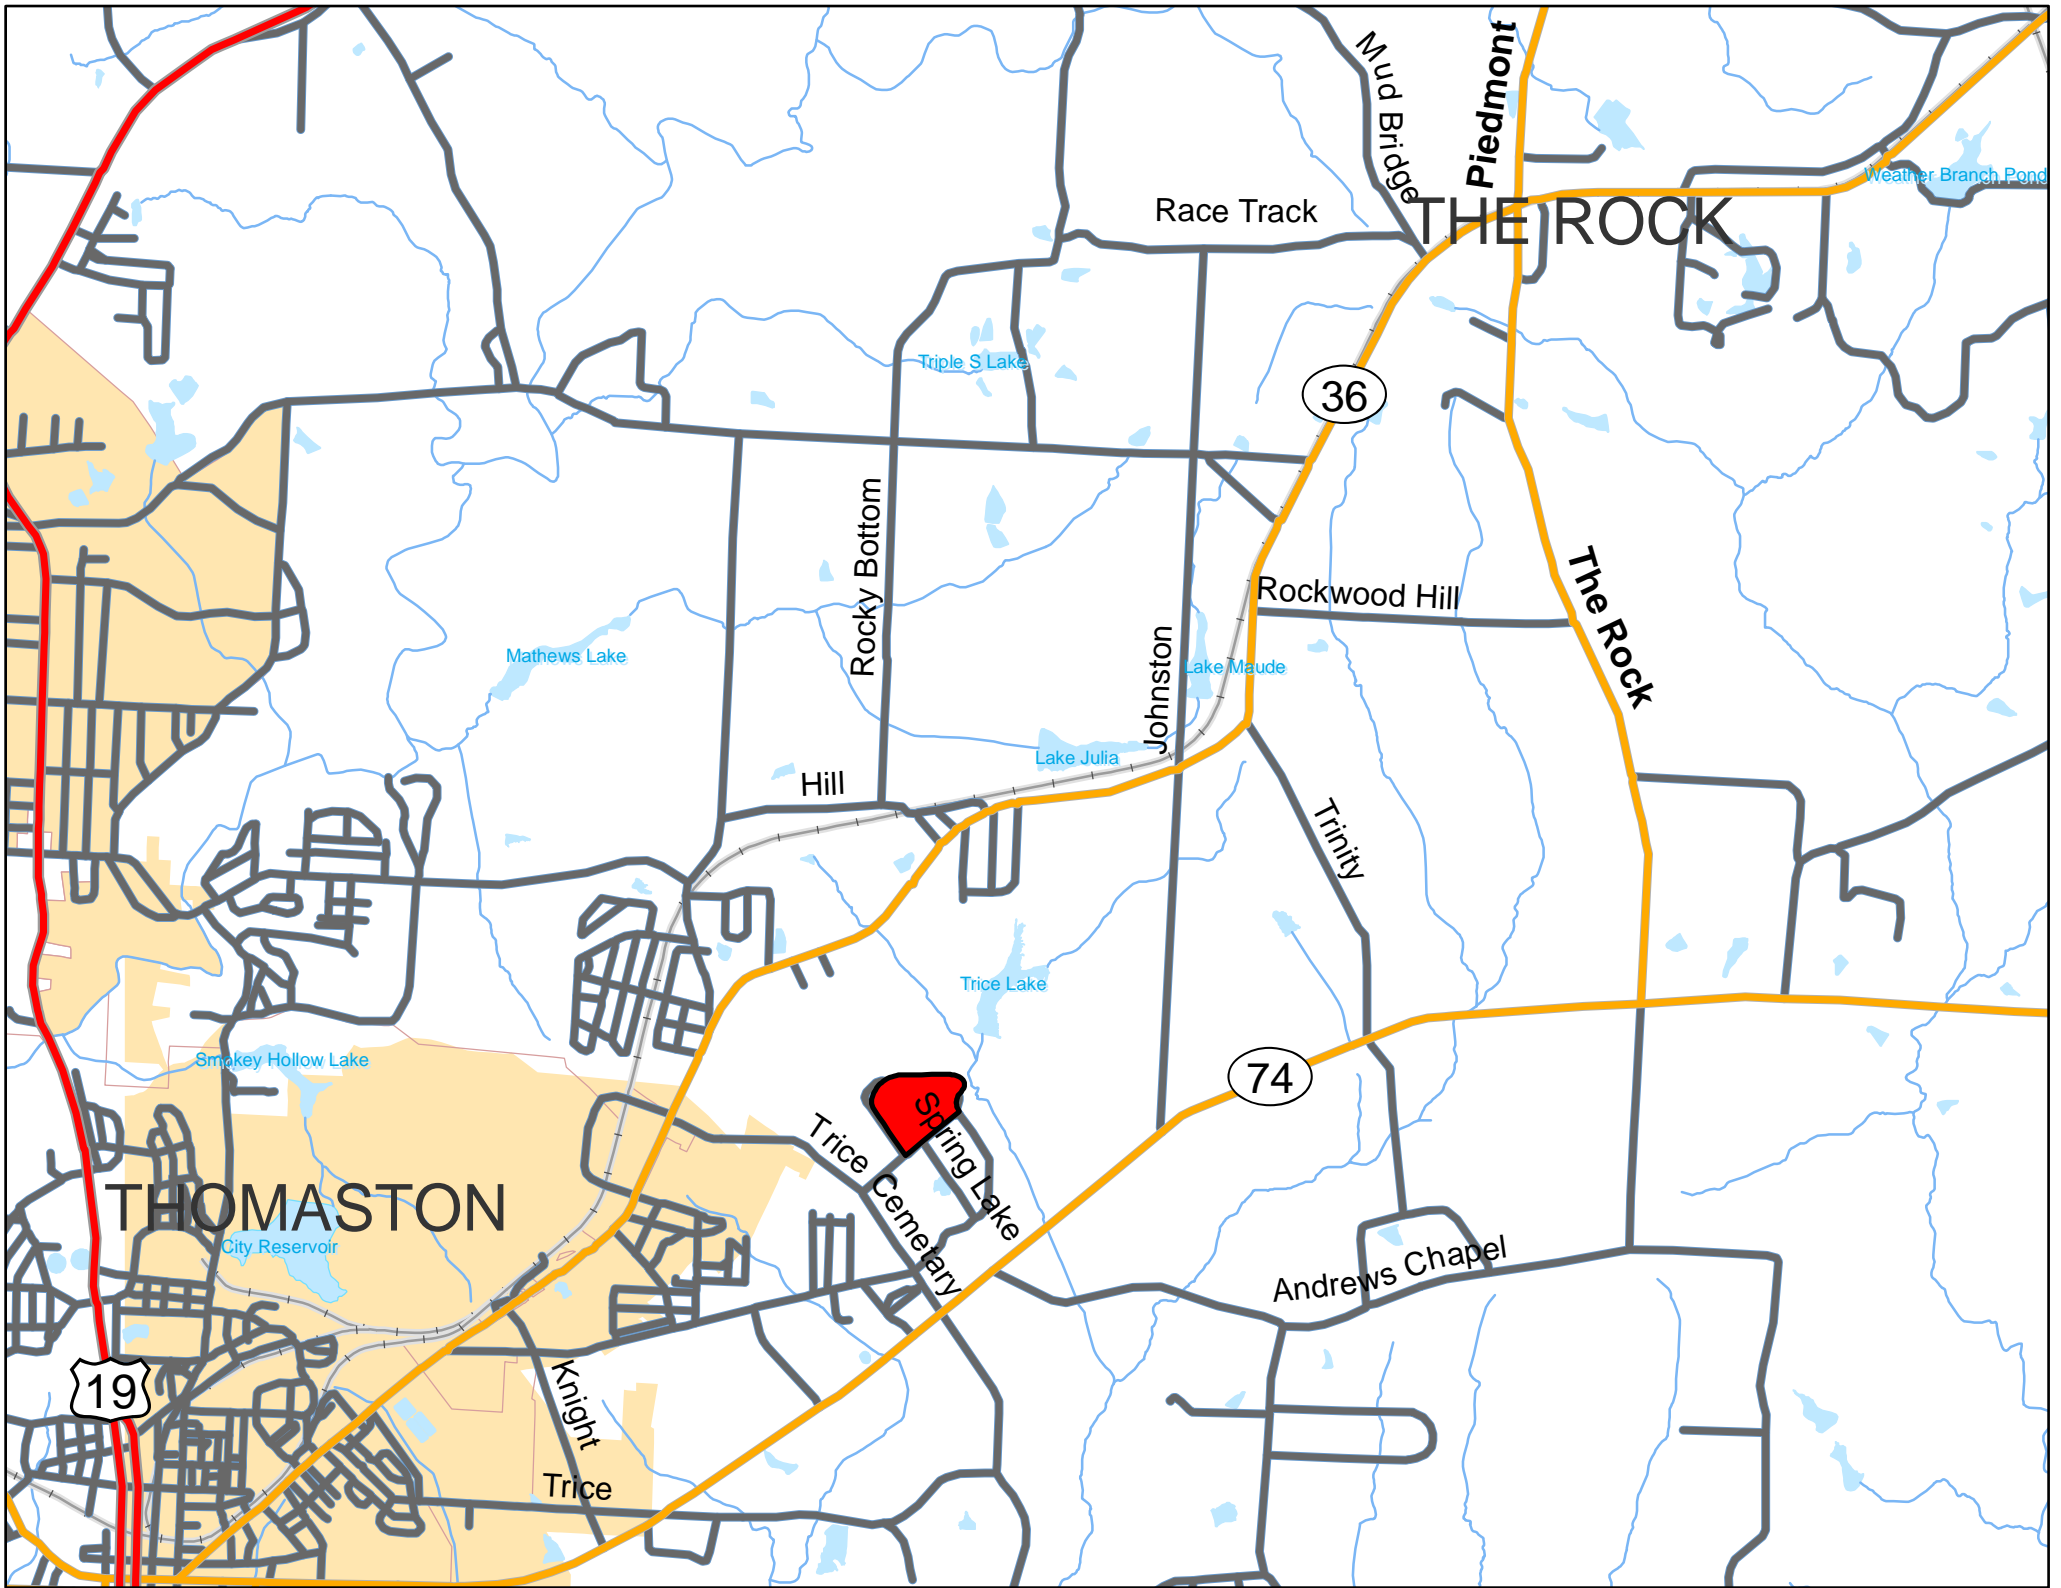 Mud Bridge
Piedmont
Weather Branch Pond
Race Track
THE ROCK
Triple S Lake
36
Rocky Bottom
Rockwood Hill
The Rock
Mathews Lake
Johnston
Lake Maude
Lake Julia
Hill
Trinity
Trice Lake
Smokey Hollow Lake
74
Spring Lake
Trice Cemetary
THOMASTON
City Reservoir
Andrews Chapel
19
Knight
Trice